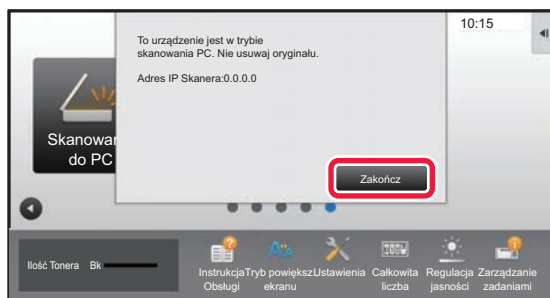 10:15
To urządzenie jest w trybie
skanowania PC. Nie usuwaj oryginału.
Adres IP Skanera:0.0.0.0
Skanowan
do PC
Zakończ
Ilość Tonera Bk
Instrukcja
Obsługi
Tryb powiększ
ekranu
Ustawienia
Całkowita
liczba
Regulacja
jasności
Zarządzanie
zadaniami